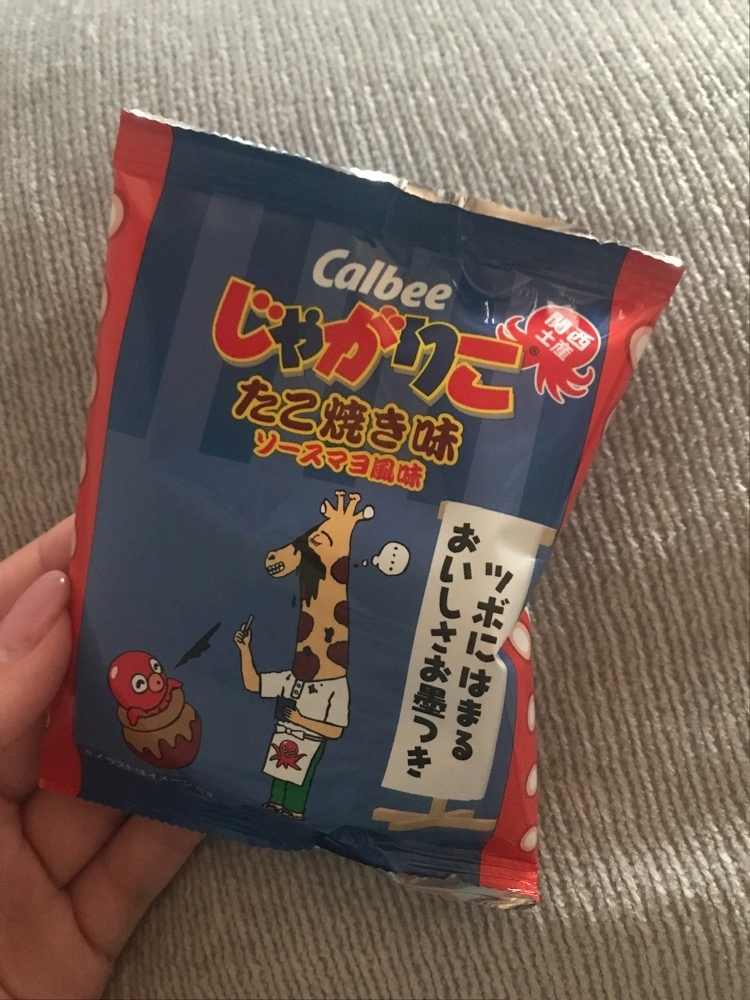 Calbee
じゃがりこ®
関西
土産
たこ焼き味
ソースマヨ風味
…
ツボにはまる
おいしさお墨つき